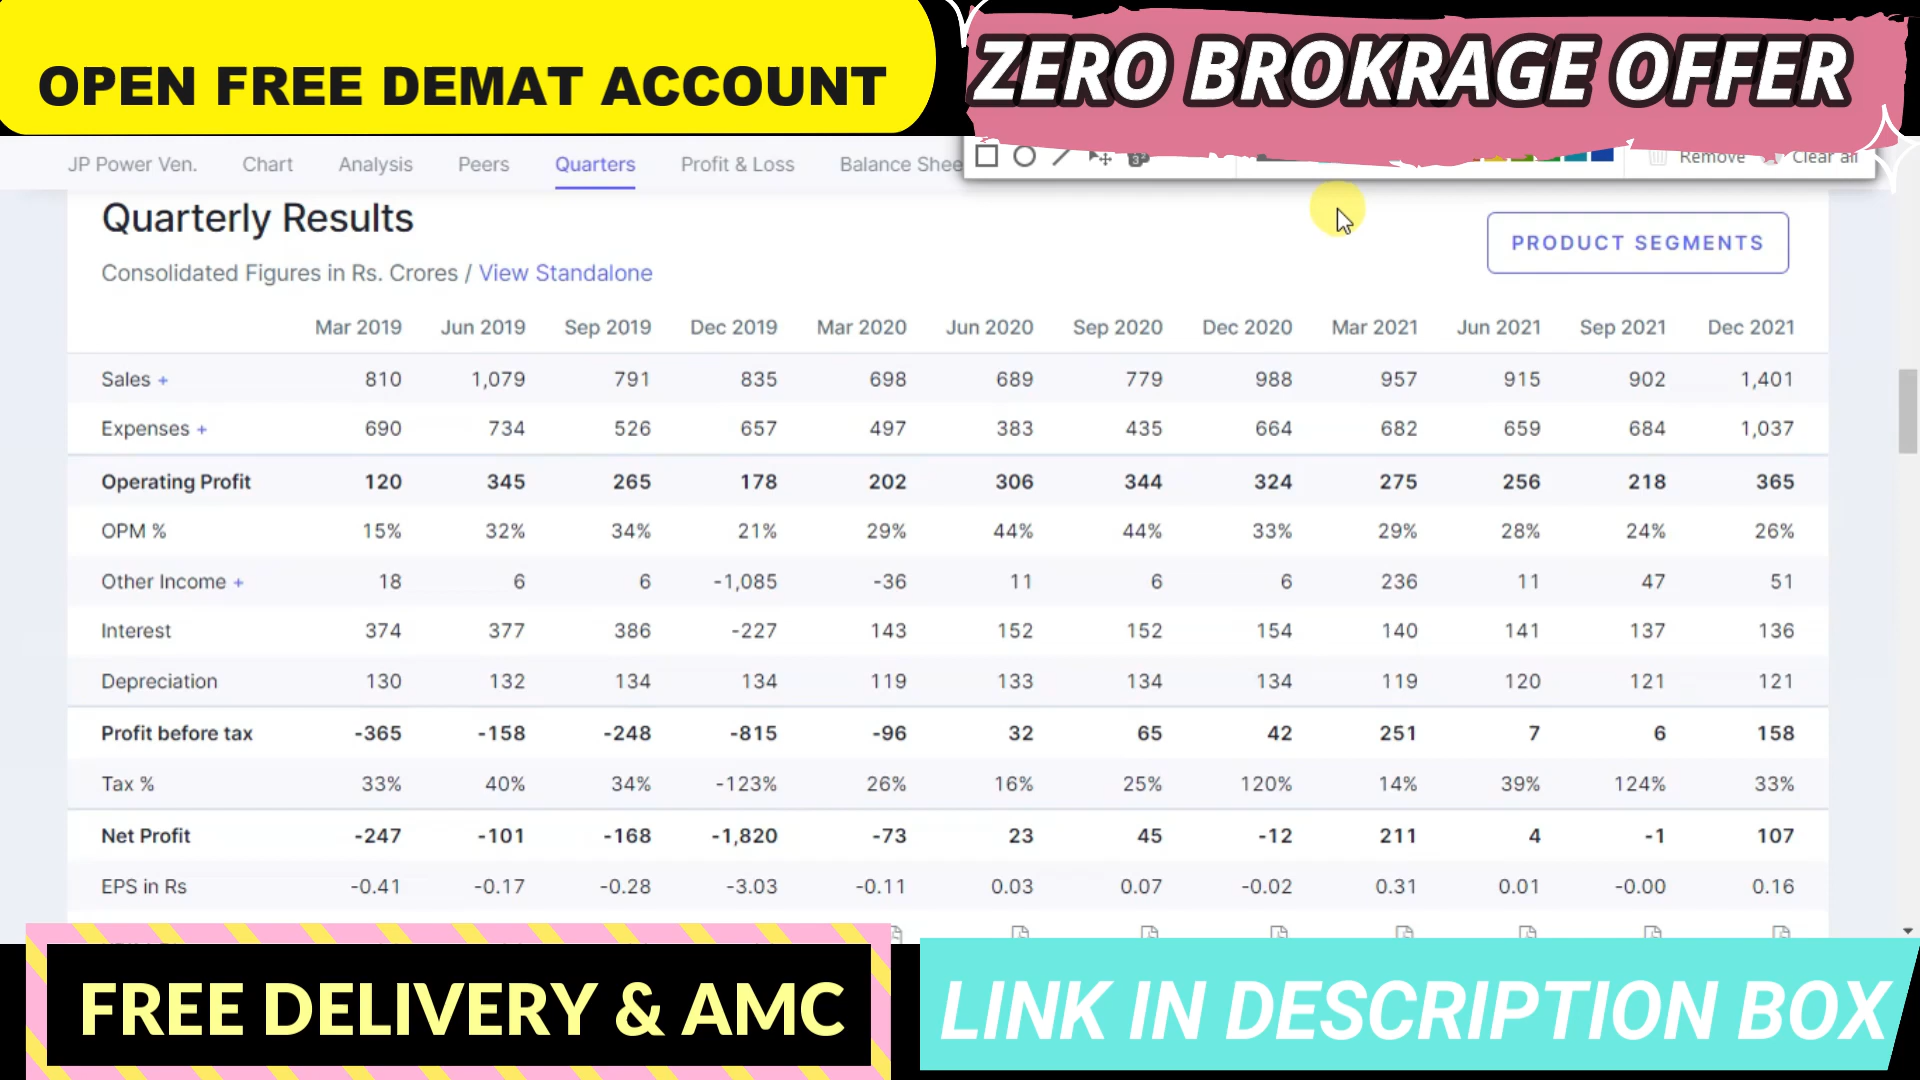 OPEN FREE DEMAT ACCOUNT
ZERO BROKRAGE OFFER
JP Power Ven. Chart Analysis Peers Quarters Profit & Loss Balance Shee
Remove Clear all
Quarterly Results
PRODUCT SEGMENTS
Consolidated Figures in Rs. Crores / View Standalone
Mar 2019 Jun 2019 Sep 2019 Dec 2019 Mar 2020 Jun 2020 Sep 2020 Dec 2020 Mar 2021 Jun 2021 Sep 2021 Dec 2021
Sales + 810 1,079 791 835 698 689 779 988 957 915 902 1,401
Expenses + 690 734 526 657 497 383 435 664 682 659 684 1,037
Operating Profit 120 345 265 178 202 306 344 324 275 256 218 365
OPM % 15% 32% 34% 21% 29% 44% 44% 33% 29% 28% 24% 26%
Other Income + 18 6 6 -1,085 -36 11 6 6 236 11 47 51
Interest 374 377 386 -227 143 152 152 154 140 141 137 136
Depreciation 130 132 134 134 119 133 134 134 119 120 121 121
Profit before tax -365 -158 -248 -815 -96 32 65 42 251 7 6 158
Tax % 33% 40% 34% -123% 26% 16% 25% 120% 14% 39% 124% 33%
Net Profit -247 -101 -168 -1,820 -73 23 45 -12 211 4 -1 107
EPS in Rs -0.41 -0.17 -0.28 -3.03 -0.11 0.03 0.07 -0.02 0.31 0.01 -0.00 0.16
FREE DELIVERY & AMC
LINK IN DESCRIPTION BOX